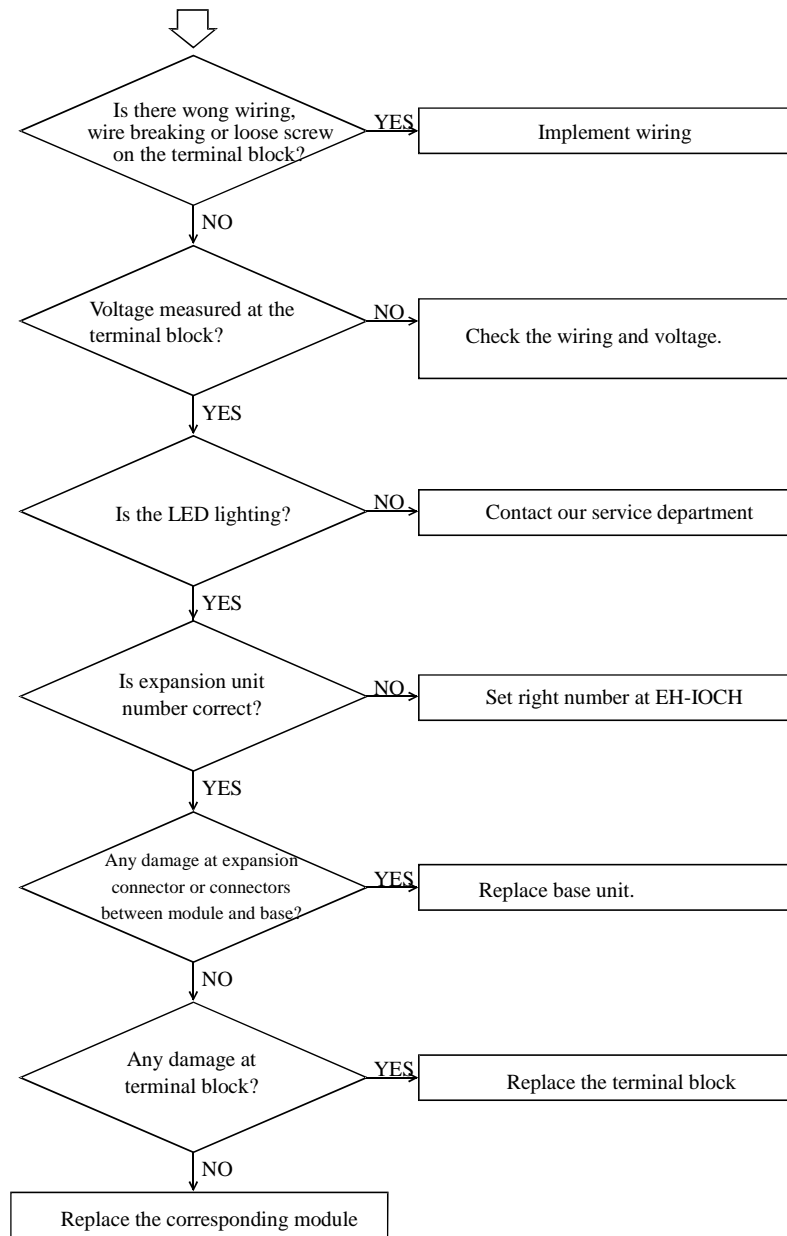 Is there wong wiring,
wire breaking or loose screw
on the terminal block?
YES
Implement wiring
NO
Voltage measured at the
terminal block?
NO
Check the wiring and voltage.
YES
Is the LED lighting?
NO
Contact our service department
YES
Is expansion unit
number correct?
NO
Set right number at EH-IOCH
YES
Any damage at expansion
connector or connectors
between module and base?
YES
Replace base unit.
NO
Any damage at
terminal block?
YES
Replace the terminal block
NO
Replace the corresponding module